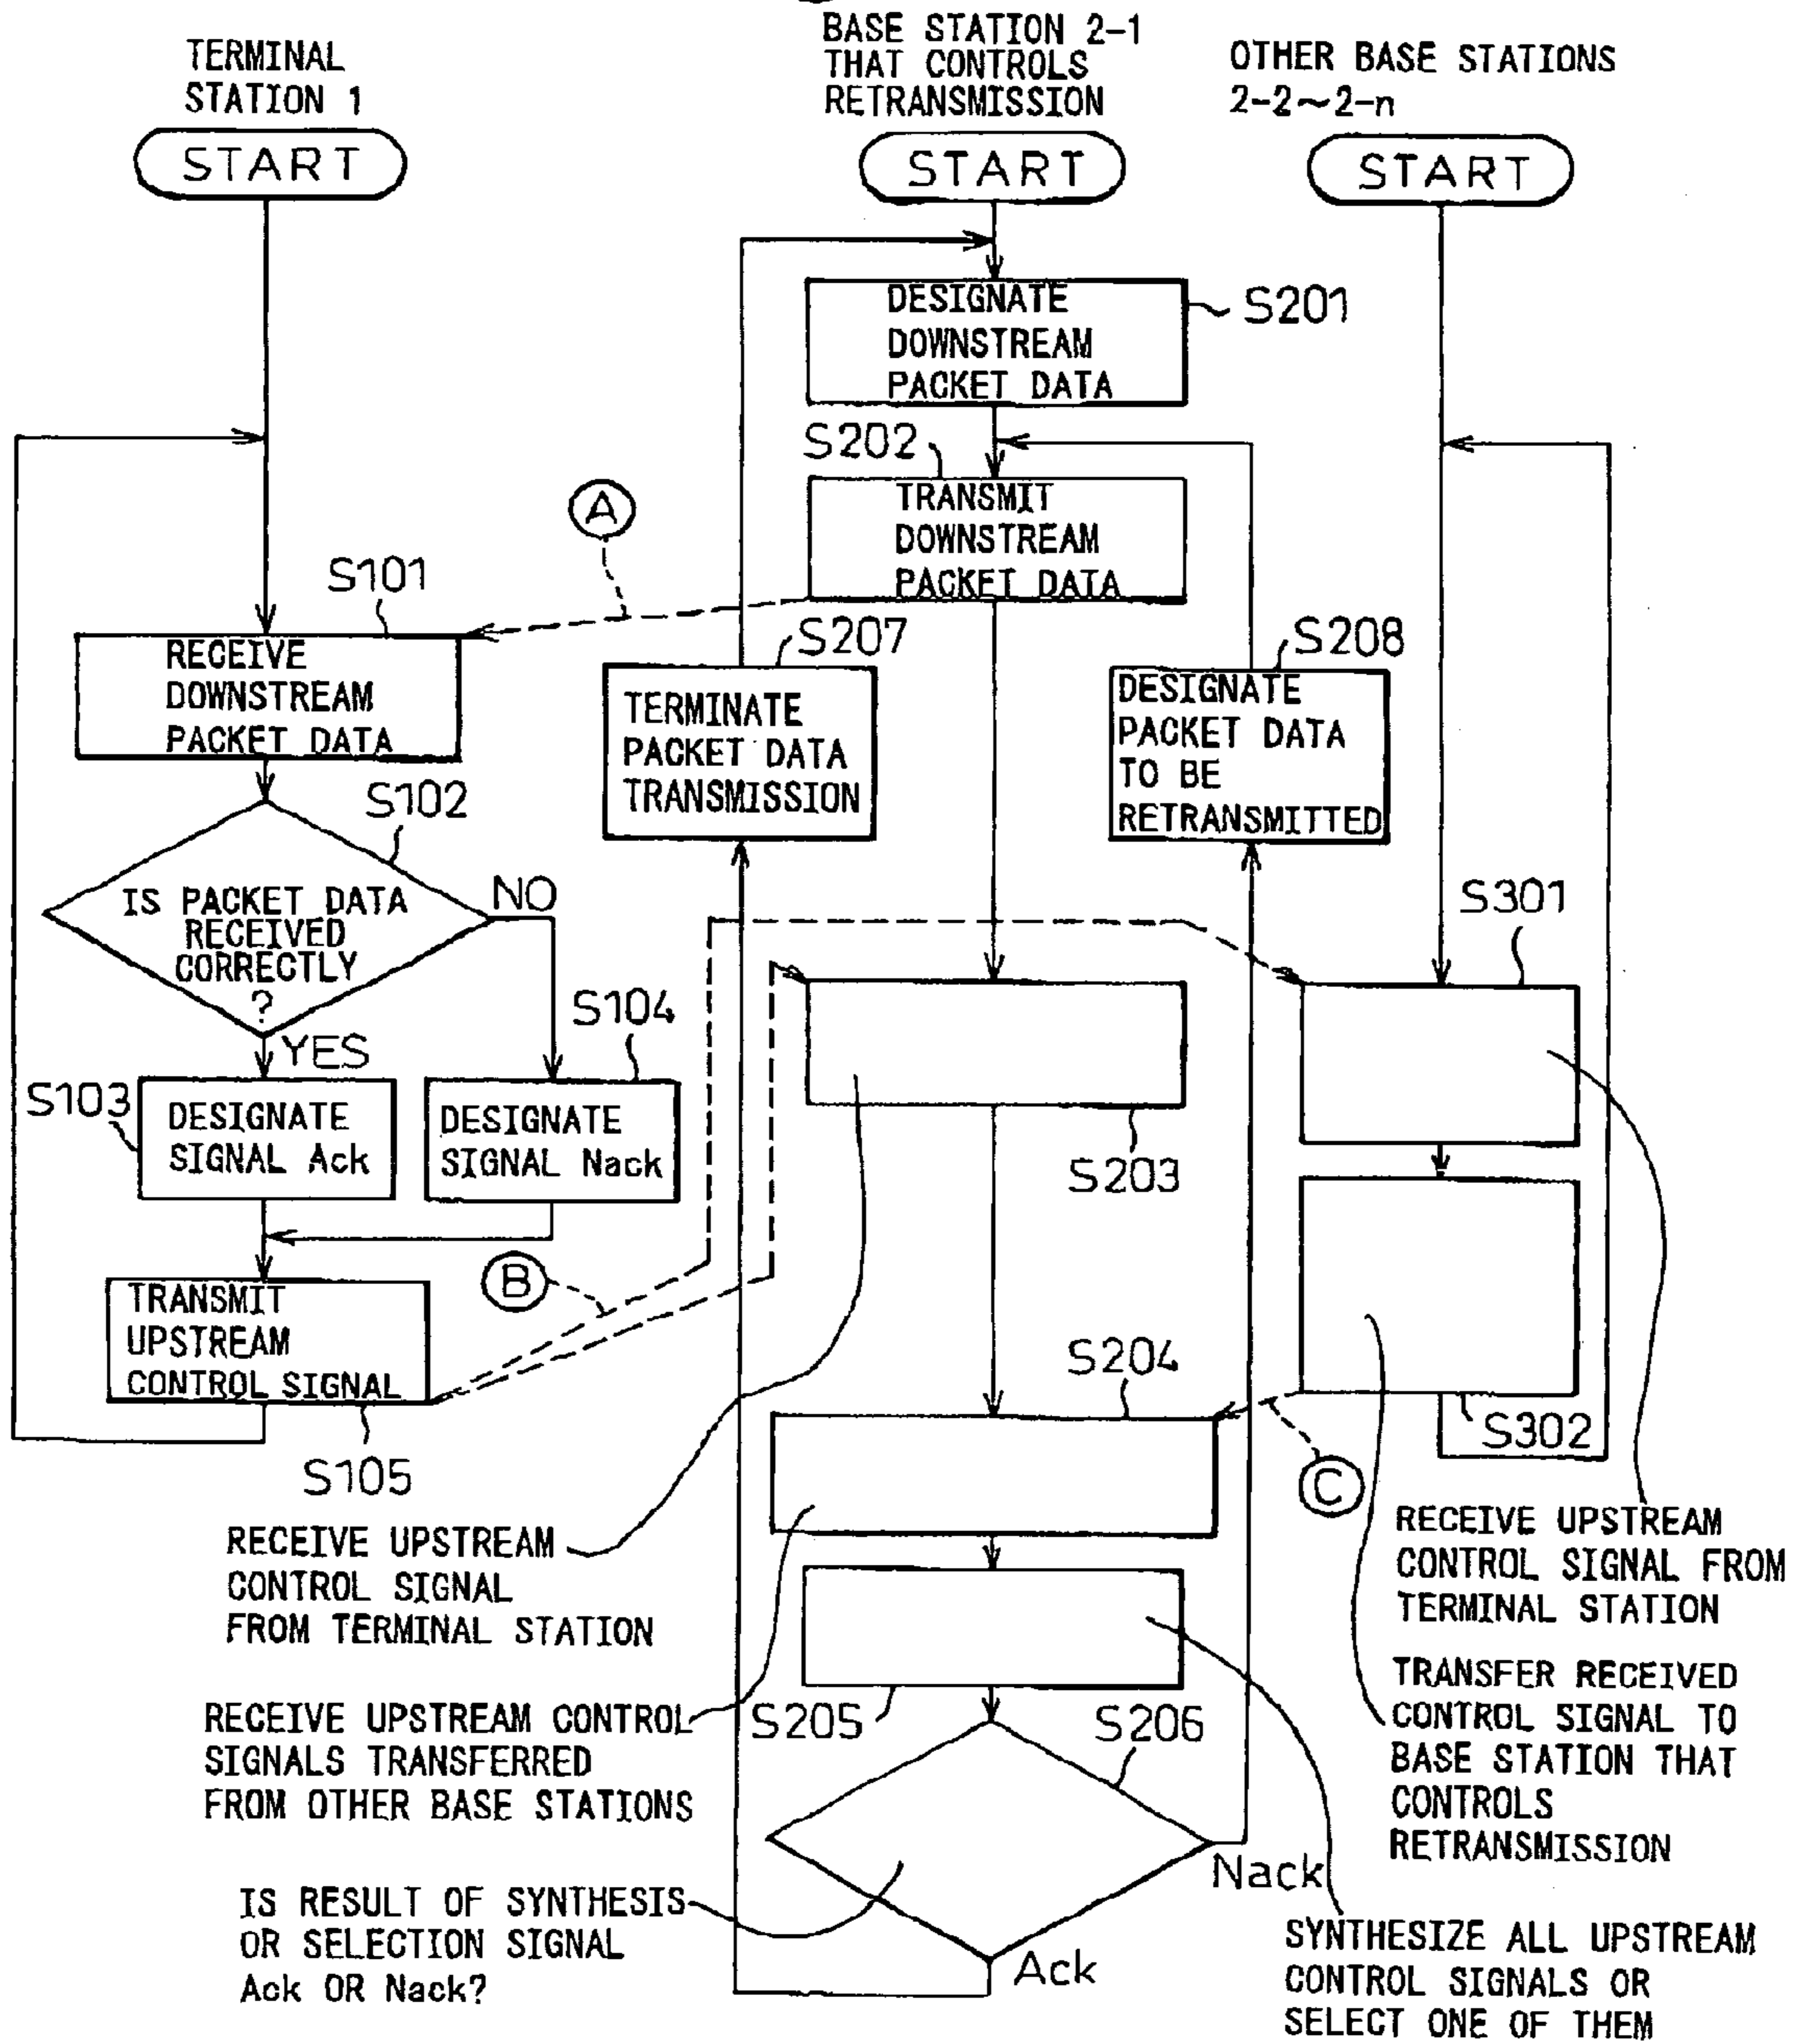 TERMINAL
STATION 1
BASE STATION 2-1
THAT CONTROLS
RETRANSMISSION
OTHER BASE STATIONS
2-2~2-n
START
START
START
DESIGNATE
DOWNSTREAM
PACKET DATA
S201
S202
TRANSMIT
DOWNSTREAM
PACKET DATA
A
S101
RECEIVE
DOWNSTREAM
PACKET DATA
S207
TERMINATE
PACKET DATA
TRANSMISSION
S208
DESIGNATE
PACKET DATA
TO BE
RETRANSMITTED
S102
IS PACKET DATA
RECEIVED
CORRECTLY
?
NO
YES
S301
S103
DESIGNATE
SIGNAL Ack
S104
DESIGNATE
SIGNAL Nack
S203
B
TRANSMIT
UPSTREAM
CONTROL SIGNAL
S105
S204
S302
C
RECEIVE UPSTREAM
CONTROL SIGNAL
FROM TERMINAL STATION
RECEIVE UPSTREAM
CONTROL SIGNAL FROM
TERMINAL STATION
RECEIVE UPSTREAM CONTROL
SIGNALS TRANSFERRED
FROM OTHER BASE STATIONS
S205
S206
TRANSFER RECEIVED
CONTROL SIGNAL TO
BASE STATION THAT
CONTROLS
RETRANSMISSION
Nack
IS RESULT OF SYNTHESIS
OR SELECTION SIGNAL
Ack OR Nack?
Ack
SYNTHESIZE ALL UPSTREAM
CONTROL SIGNALS OR
SELECT ONE OF THEM